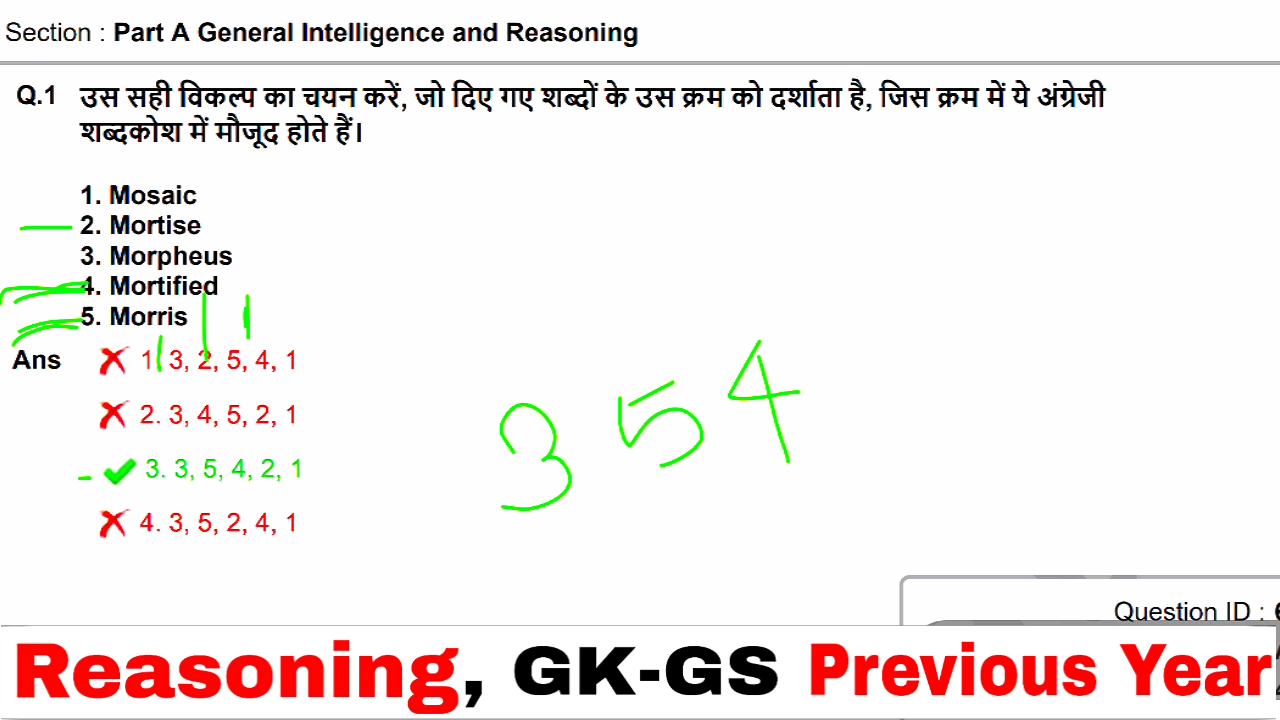 Section : Part A General Intelligence and Reasoning
Q.1 उस सही विकल्प का चयन करें, जो दिए गए शब्दों के उस क्रम को दर्शाता है, जिस क्रम में ये अंग्रेजी
शब्दकोश में मौजूद होते हैं।
1. Mosaic
2. Mortise
3. Morpheus
4. Mortified
5. Morris
Ans 1. 3, 2, 5, 4, 1
2. 3, 4, 5, 2, 1
3. 3, 5, 4, 2, 1
4. 3, 5, 2, 4, 1
3 5 4
Question ID :
Reasoning, GK-GS Previous Year